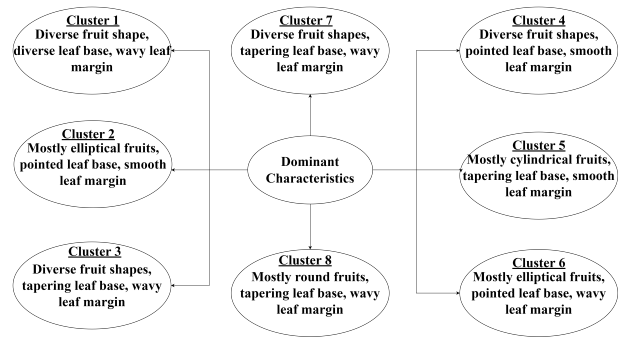 Cluster 1
Diverse fruit shape,
diverse leaf base, wavy leaf
margin
Cluster 7
Diverse fruit shapes,
tapering leaf base, wavy
leaf margin
Cluster 4
Diverse fruit shapes,
pointed leaf base, smooth
leaf margin
Cluster 2
Mostly elliptical fruits,
pointed leaf base, smooth
leaf margin
Dominant
Characteristics
Cluster 5
Mostly cylindrical fruits,
tapering leaf base, smooth
leaf margin
Cluster 3
Diverse fruit shapes,
tapering leaf base, wavy
leaf margin
Cluster 8
Mostly round fruits,
tapering leaf base, wavy
leaf margin
Cluster 6
Mostly elliptical fruits,
pointed leaf base, wavy
leaf margin